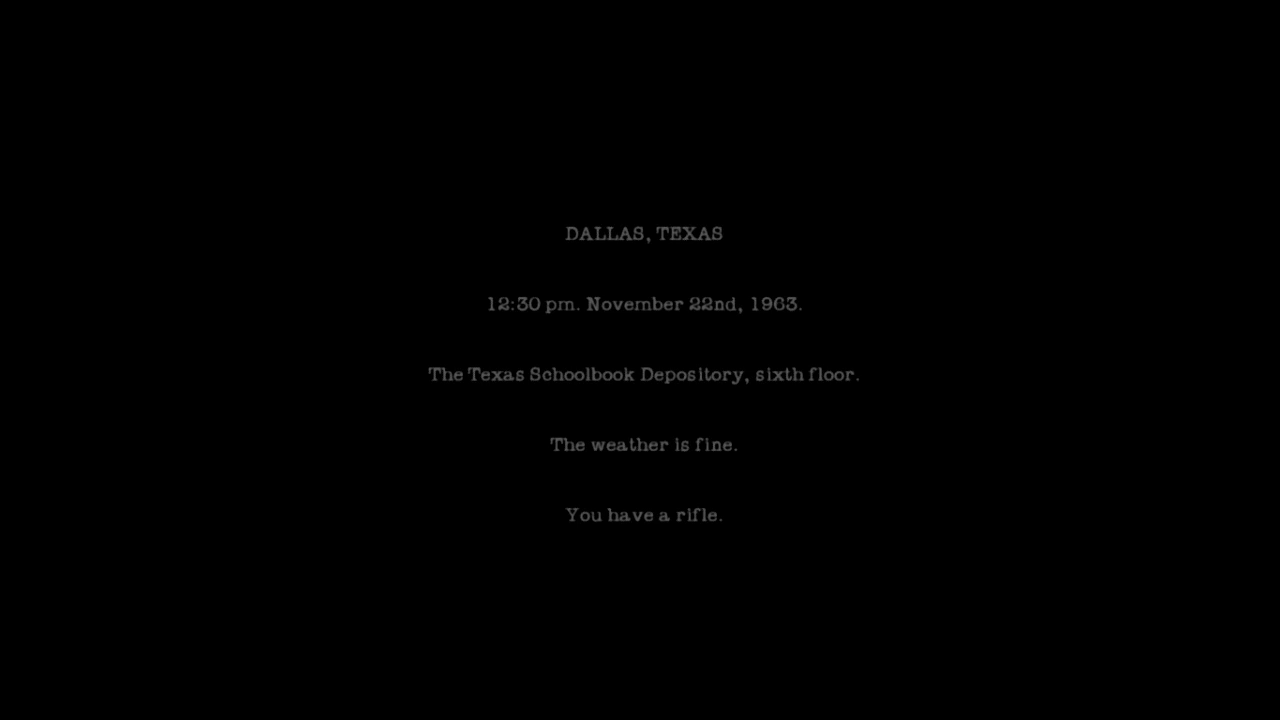 DALLAS, TEXAS
12:30 pm. November 22nd, 1963.
The Texas Schoolbook Depository, sixth floor.
The weather is fine.
You have a rifle.